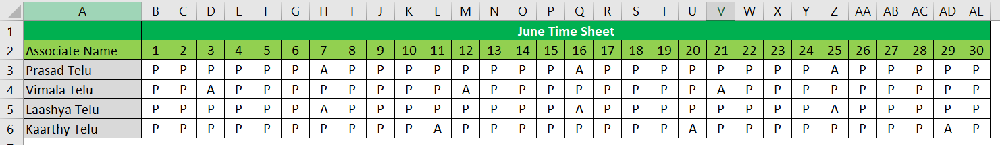 A B C D E F G H I J K L M N O P Q R S T U V W X Y Z AA AB AC AD AE
1 June Time Sheet
2 Associate Name 1 2 3 4 5 6 7 8 9 10 11 12 13 14 15 16 17 18 19 20 21 22 23 24 25 26 27 28 29 30
3 Prasad Telu P P P P P P A P P P P P P P P A P P P P P P P P A P P P P P
4 Vimala Telu P P A P P P P P P P P A P P P P P P P P A P P P P P P P P P
5 Laashya Telu P P P P P P A P P P P P P P P A P P P P P P P P A P P P P P
6 Kaarthy Telu P P P P P P P P P P A P P P P P P P P A P P P P P P P P A P